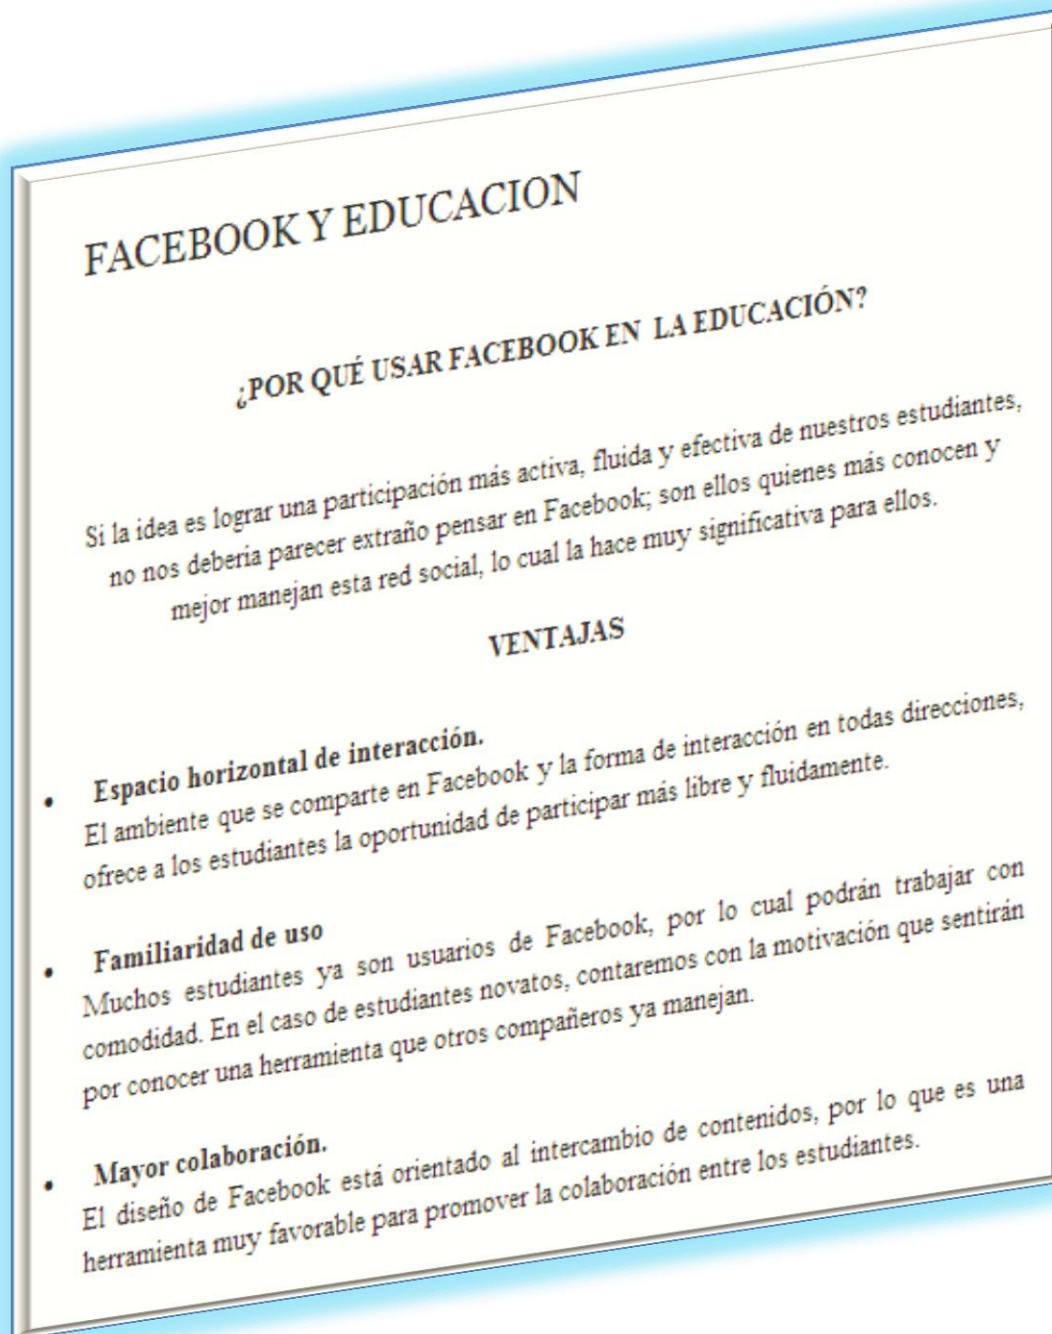 FACEBOOK Y EDUCACION
¿POR QUÉ USAR FACEBOOK EN LA EDUCACIÓN?
Si la idea es lograr una participación más activa, fluida y efectiva de nuestros estudiantes,
no nos debería parecer extraño pensar en Facebook; son ellos quienes más conocen y
mejor manejan esta red social, lo cual la hace muy significativa para ellos.
VENTAJAS
• Espacio horizontal de interacción.
El ambiente que se comparte en Facebook y la forma de interacción en todas direcciones,
ofrece a los estudiantes la oportunidad de participar más libre y fluidamente.
• Familiaridad de uso
Muchos estudiantes ya son usuarios de Facebook, por lo cual podrán trabajar con
comodidad. En el caso de estudiantes novatos, contaremos con la motivación que sentirán
por conocer una herramienta que otros compañeros ya manejan.
• Mayor colaboración.
El diseño de Facebook está orientado al intercambio de contenidos, por lo que es una
herramienta muy favorable para promover la colaboración entre los estudiantes.